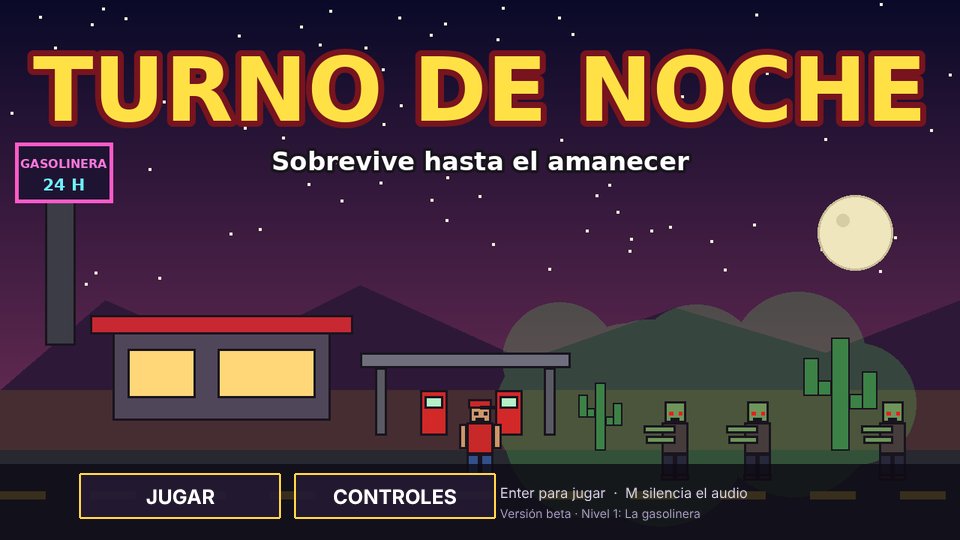 TURNO DE NOCHE
Sobrevive hasta el amanecer
GASOLINERA
24 H
JUGAR
CONTROLES
Enter para jugar · M silencia el audio
Versión beta · Nivel 1: La gasolinera